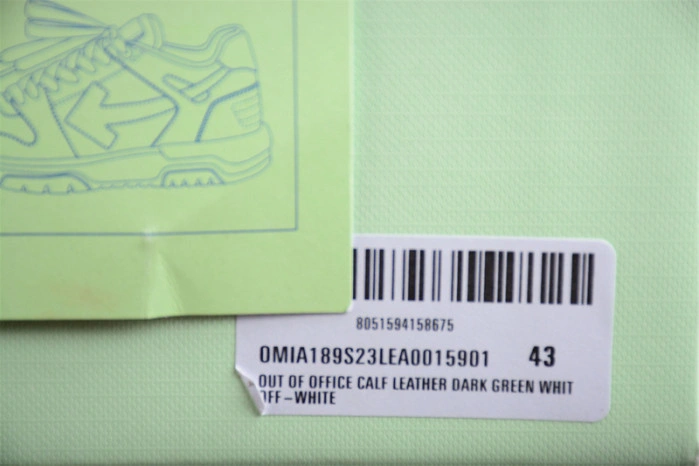 8051594158675
OMIA189S23LEA0015901 43
OUT OF OFFICE CALF LEATHER DARK GREEN WHIT
OFF-WHITE